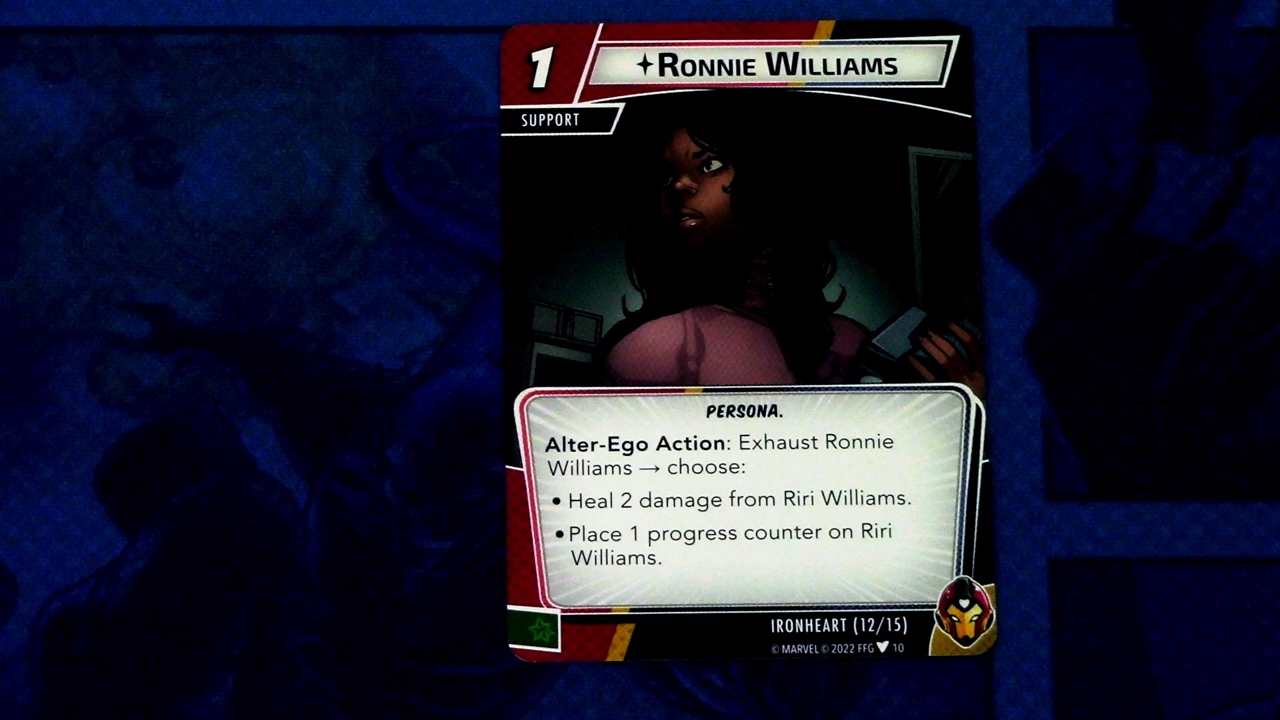 1
✦RONNIE WILLIAMS
SUPPORT
PERSONA.
Alter-Ego Action: Exhaust Ronnie
Williams → choose:
• Heal 2 damage from Riri Williams.
• Place 1 progress counter on Riri
Williams.
IRONHEART (12/15)
© MARVEL © 2022 FFG 10